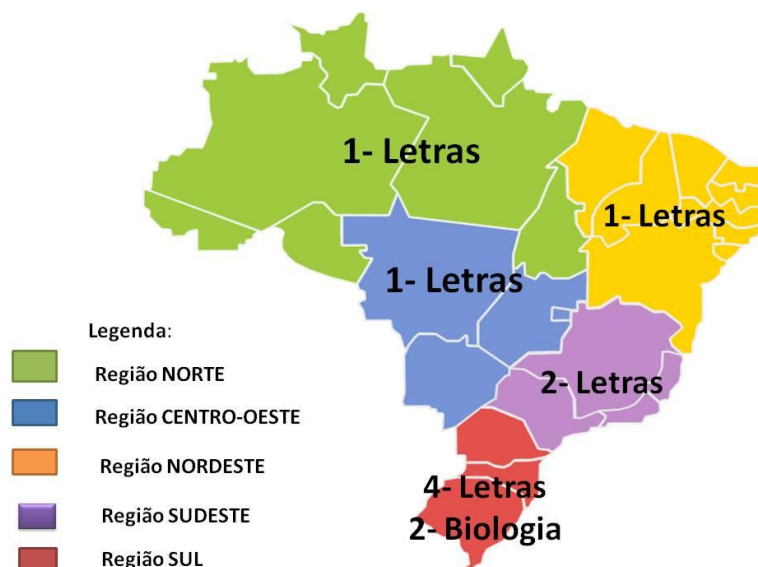 1- Letras
1- Letras
1- Letras
2- Letras
4- Letras
2- Biologia
Legenda:
Região NORTE
Região CENTRO-OESTE
Região NORDESTE
Região SUDESTE
Região SUL